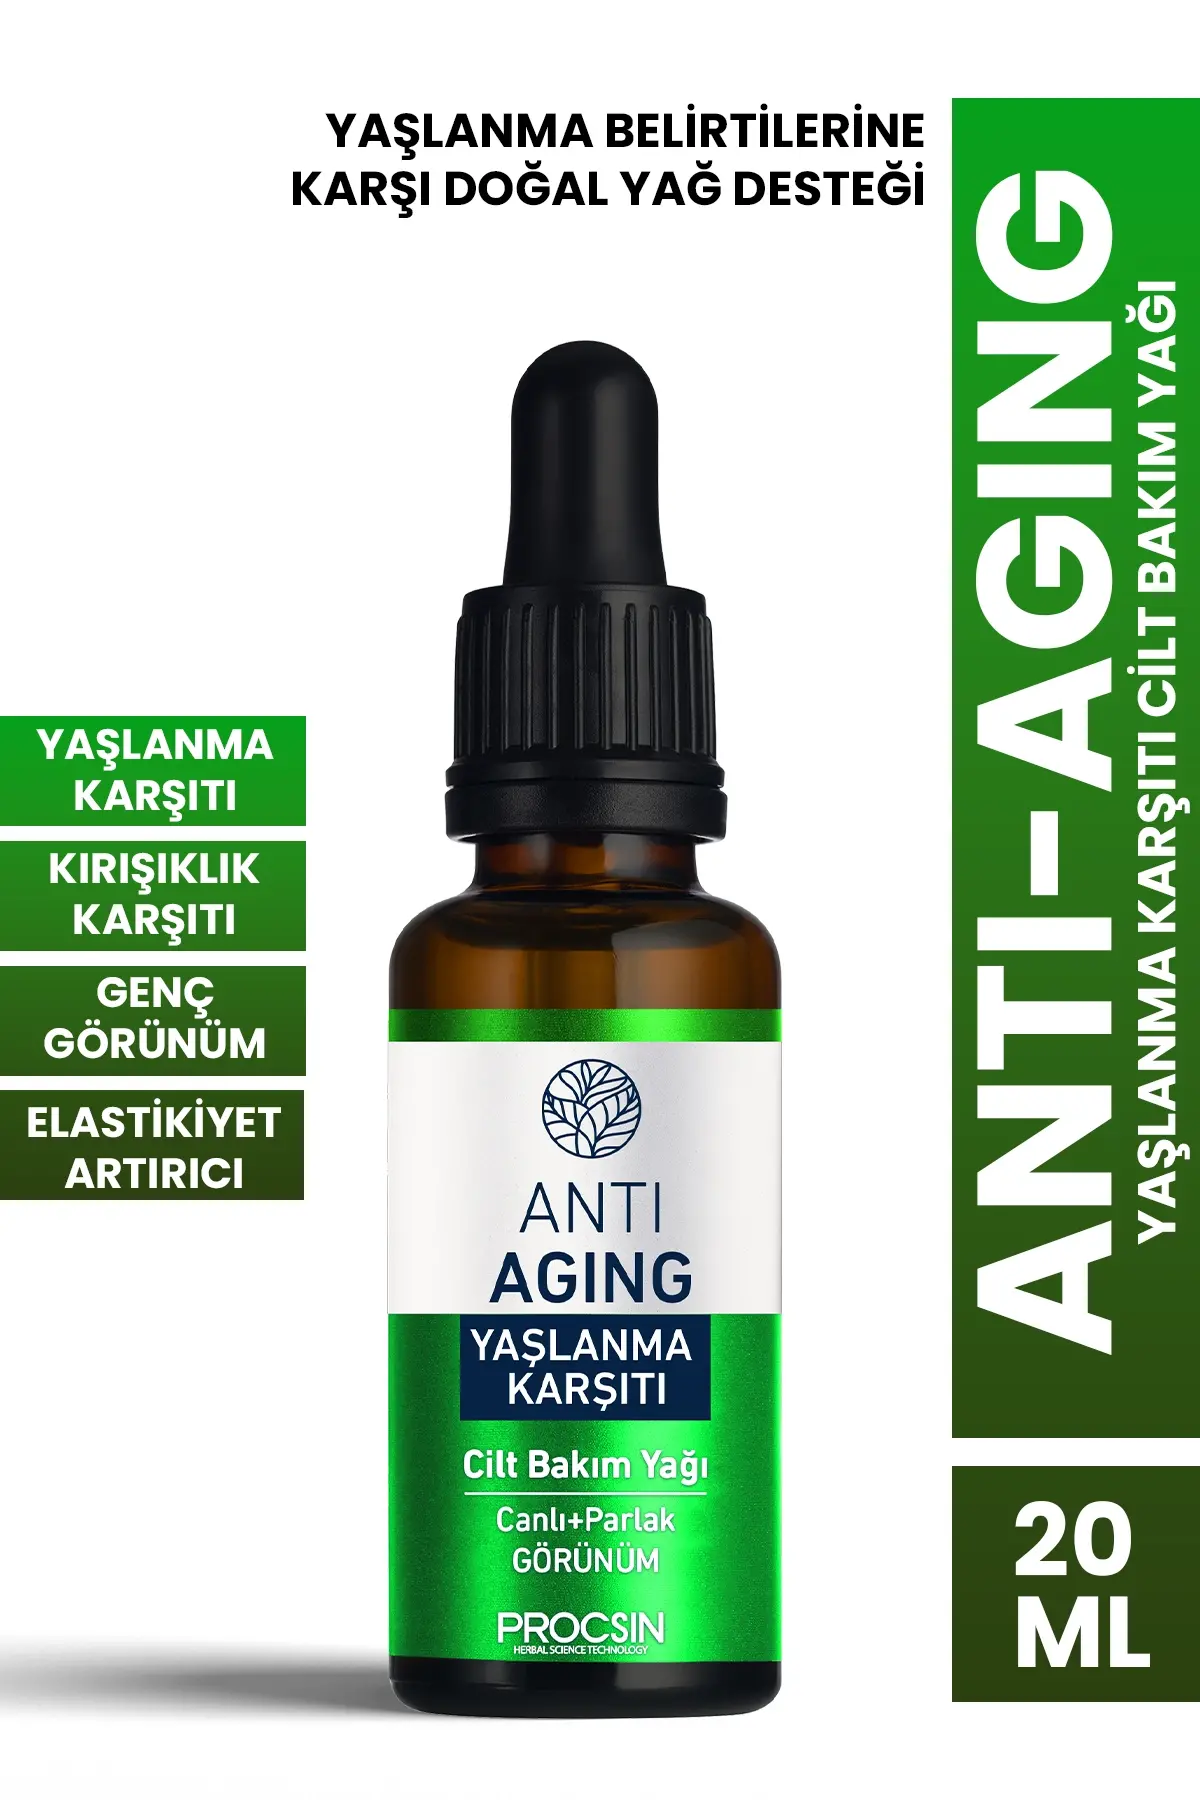 YAŞLANMA BELİRTİLERİNE
KARŞI DOĞAL YAĞ DESTEĞİ
YAŞLANMA
KARŞITI
KIRIŞIKLIK
KARŞITI
GENÇ
GÖRÜNÜM
ELASTİKİYET
ARTIRICI
ANTI
AGING
YAŞLANMA
KARŞITI
Cilt Bakım Yağı
Canlı+Parlak
GÖRÜNÜM
PROCSIN
HERBAL SCIENCE TECHNOLOGY
ANTI-AGING
YAŞLANMA KARŞITI CİLT BAKIM YAĞI
20
ML